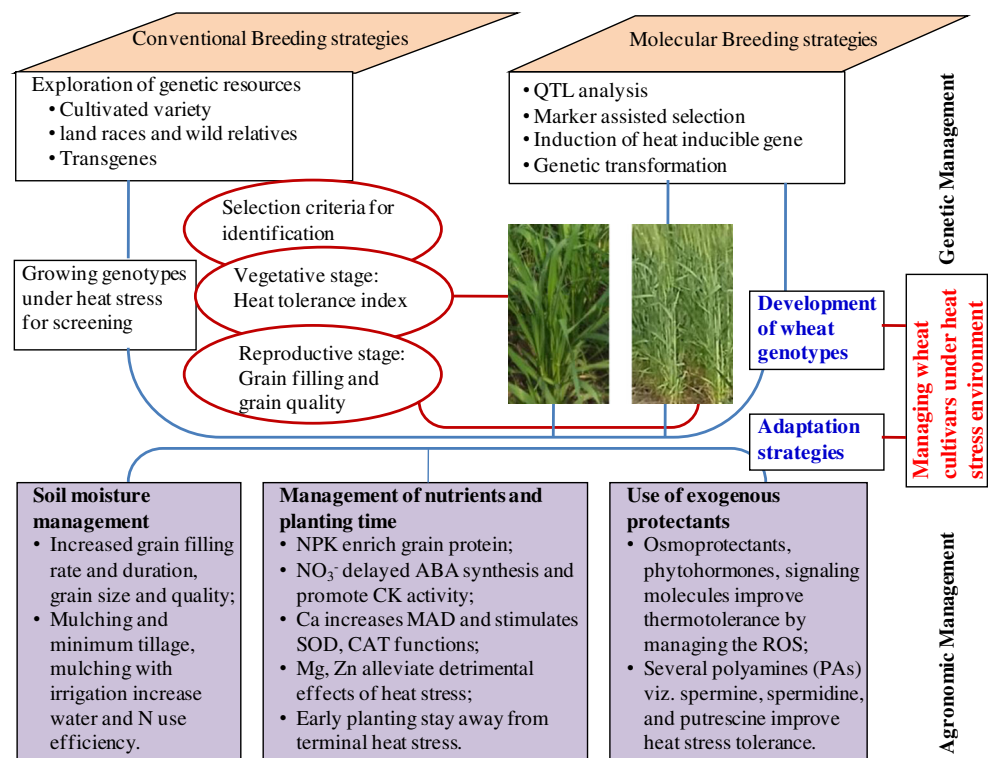 Conventional Breeding strategies
Molecular Breeding strategies
Exploration of genetic resources
• Cultivated variety
• land races and wild relatives
• Transgenes
• QTL analysis
• Marker assisted selection
• Induction of heat inducible gene
• Genetic transformation
Genetic Management
Selection criteria for
identification
Growing genotypes
under heat stress
for screening
Vegetative stage:
Heat tolerance index
Reproductive stage:
Grain filling and
grain quality
Development
of wheat
genotypes
Adaptation
strategies
Managing wheat
cultivars under heat
stress environment
Soil moisture
management
• Increased grain filling
rate and duration,
grain size and quality;
• Mulching and
minimum tillage,
mulching with
irrigation increase
water and N use
efficiency.
Management of nutrients and
planting time
• NPK enrich grain protein;
• NO₃⁻ delayed ABA synthesis and
promote CK activity;
• Ca increases MAD and stimulates
SOD, CAT functions;
• Mg, Zn alleviate detrimental
effects of heat stress;
• Early planting stay away from
terminal heat stress.
Use of exogenous
protectants
• Osmoprotectants,
phytohormones, signaling
molecules improve
thermotolerance by
managing the ROS;
• Several polyamines (PAs)
viz. spermine, spermidine,
and putrescine improve
heat stress tolerance.
Agronomic Management